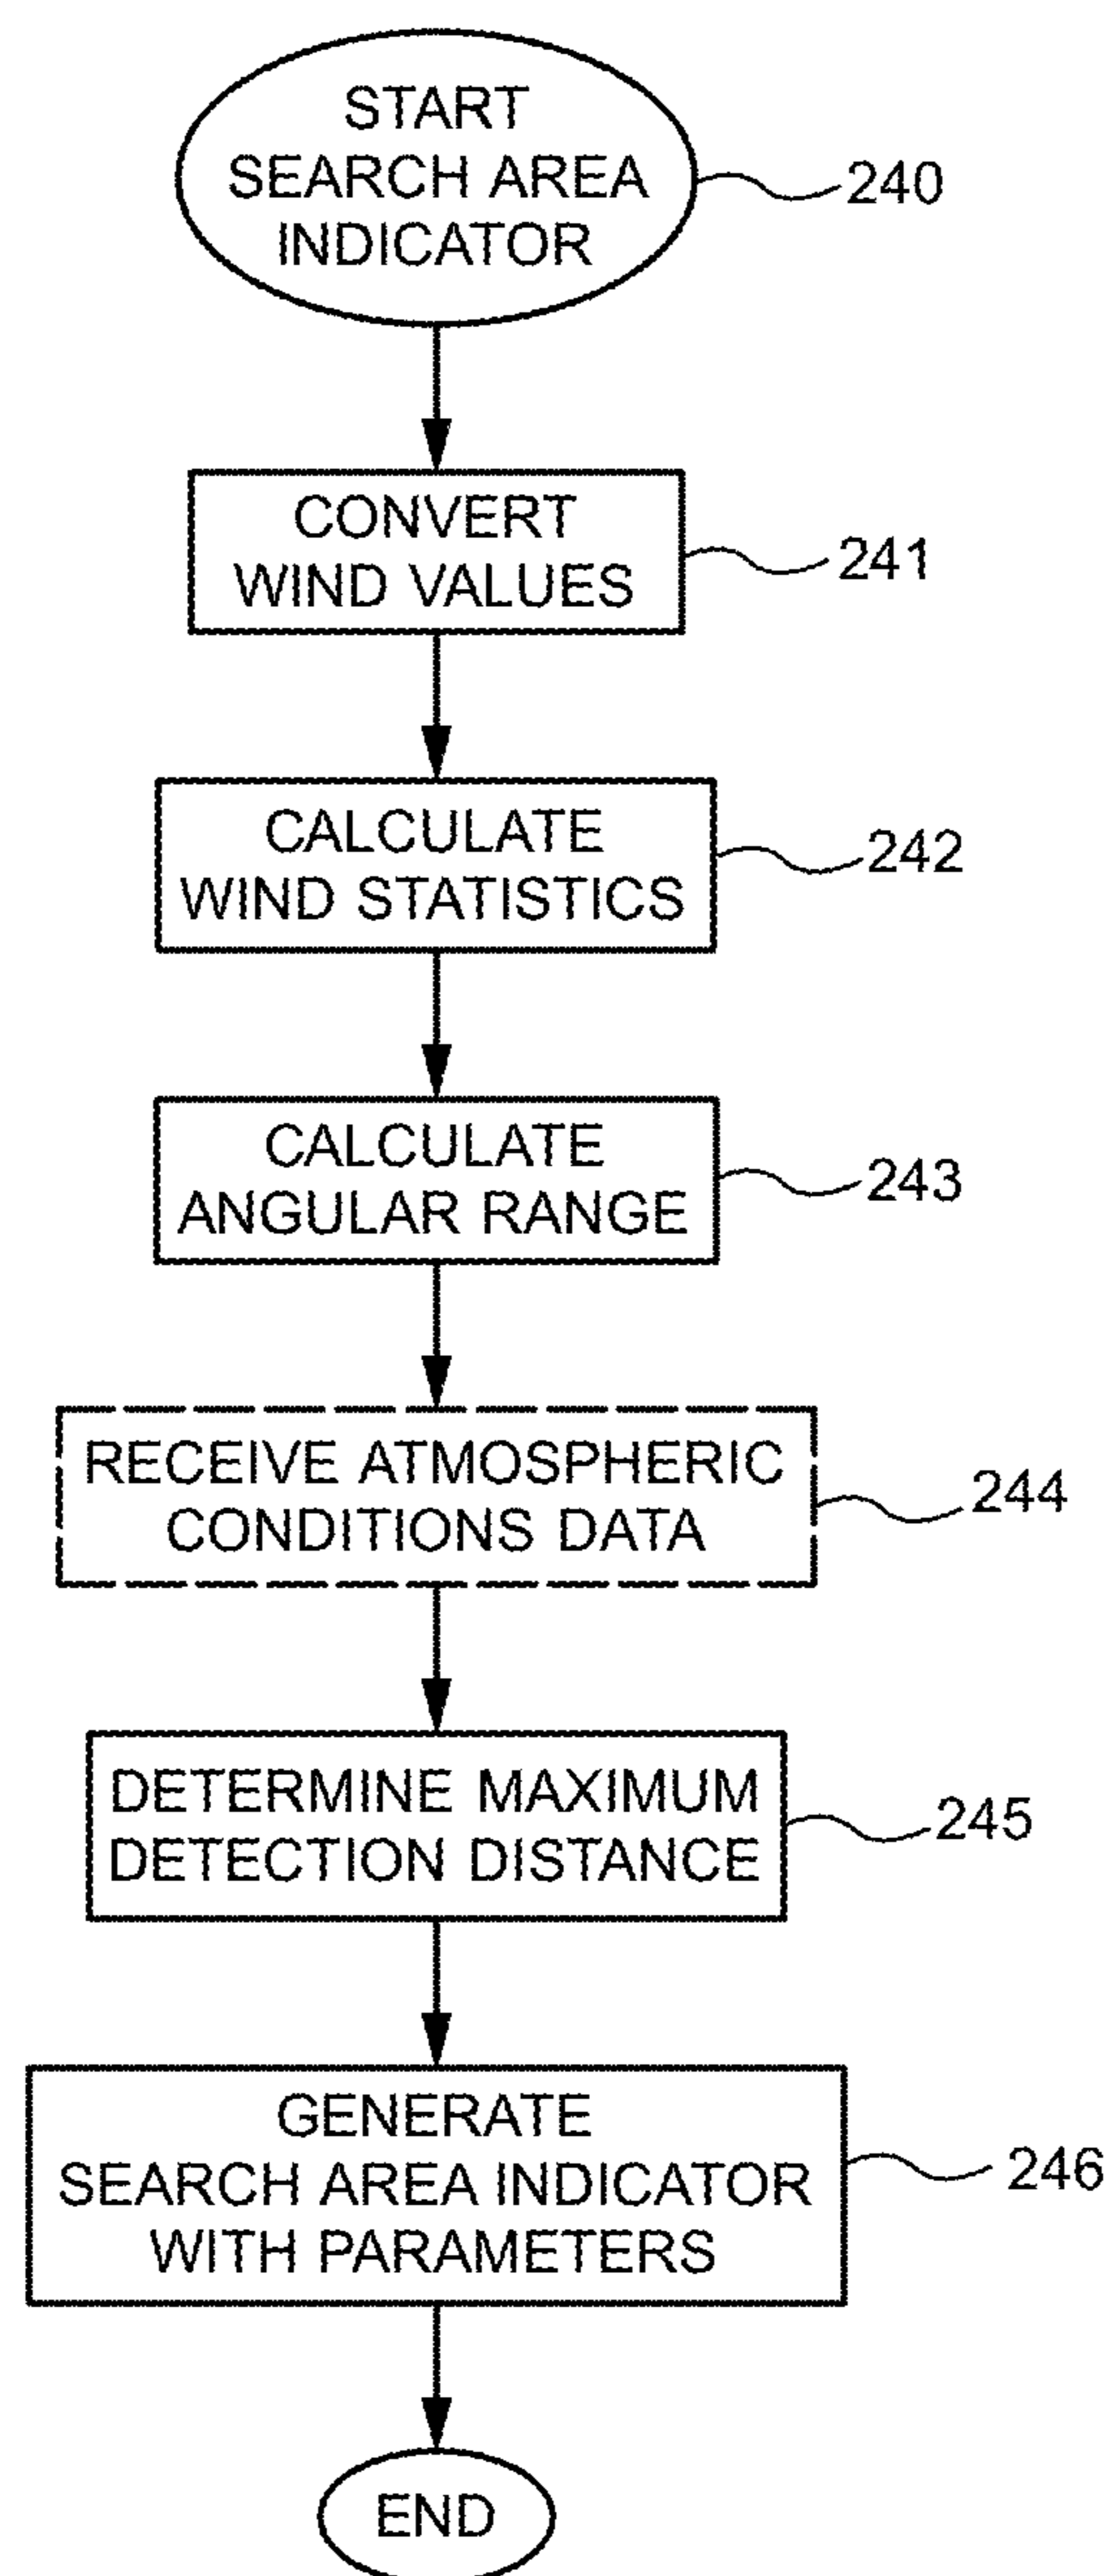 START
SEARCH AREA
INDICATOR
240
CONVERT
WIND VALUES
241
CALCULATE
WIND STATISTICS
242
CALCULATE
ANGULAR RANGE
243
RECEIVE ATMOSPHERIC
CONDITIONS DATA
244
DETERMINE MAXIMUM
DETECTION DISTANCE
245
GENERATE
SEARCH AREA INDICATOR
WITH PARAMETERS
246
END